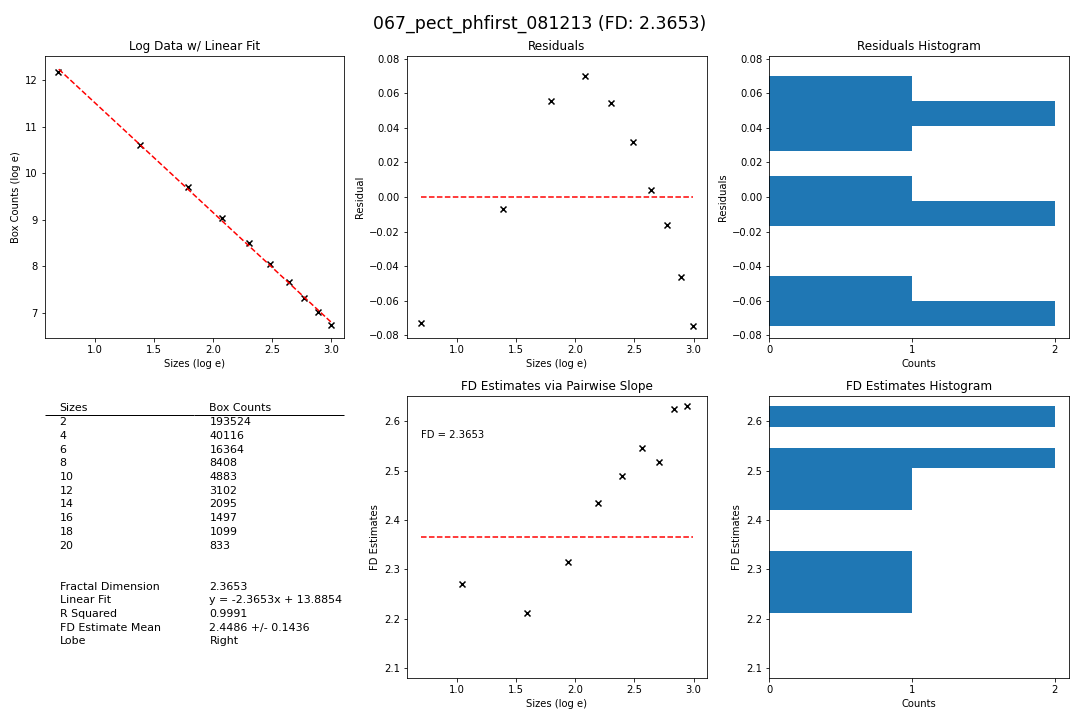 067_pect_phfirst_081213 (FD: 2.3653)
Log Data w/ Linear Fit
Box Counts (log e)
12
11
10
9
8
7
1.0 1.5 2.0 2.5 3.0
Sizes (log e)
Residuals
Residual
0.08
0.06
0.04
0.02
0.00
−0.02
−0.04
−0.06
−0.08
1.0 1.5 2.0 2.5 3.0
Sizes (log e)
Residuals Histogram
Residuals
0.08
0.06
0.04
0.02
0.00
−0.02
−0.04
−0.06
−0.08
0 1 2
Counts
Sizes Box Counts
2 193524
4 40116
6 16364
8 8408
10 4883
12 3102
14 2095
16 1497
18 1099
20 833
Fractal Dimension 2.3653
Linear Fit y = -2.3653x + 13.8854
R Squared 0.9991
FD Estimate Mean 2.4486 +/- 0.1436
Lobe Right
FD Estimates via Pairwise Slope
FD Estimates
2.6
2.5
2.4
2.3
2.2
2.1
FD = 2.3653
1.0 1.5 2.0 2.5 3.0
Sizes (log e)
FD Estimates Histogram
FD Estimates
2.6
2.5
2.4
2.3
2.2
2.1
0 1 2
Counts